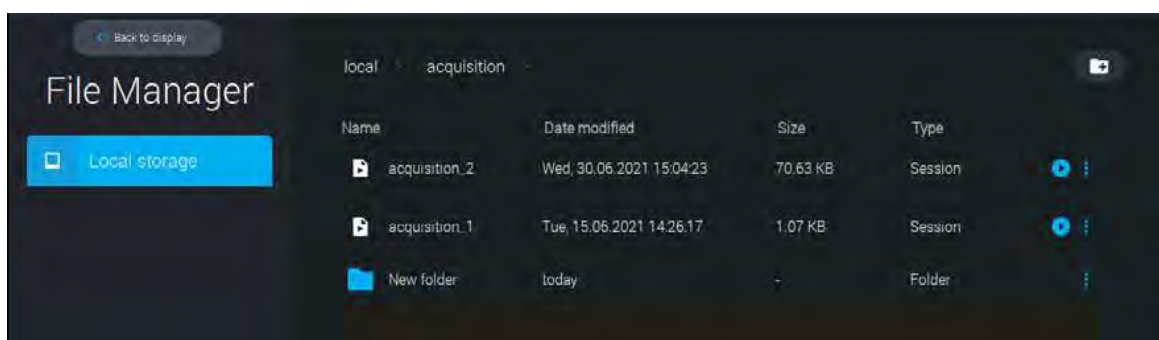 Back to display
File Manager
Local storage
local acquisition
Name Date modified Size Type
acquisition_2 Wed, 30.06.2021 15:04:23 70.63 KB Session
acquisition_1 Tue, 15.06.2021 14:26:17 1.07 KB Session
New folder today - Folder